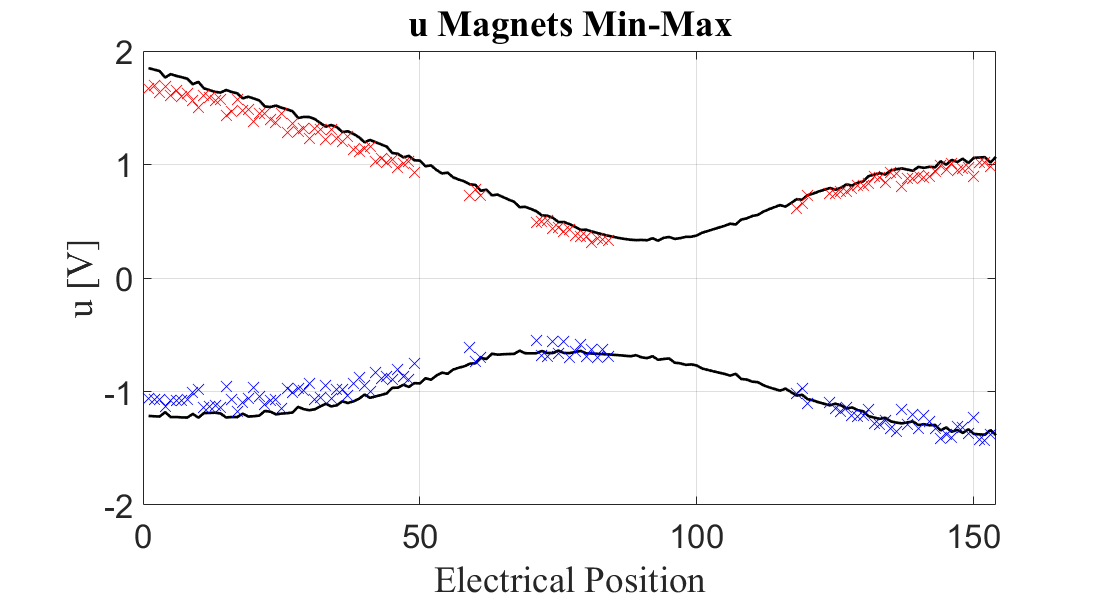 u Magnets Min-Max
2
1
0
-1
-2
u [V]
0 50 100 150
Electrical Position